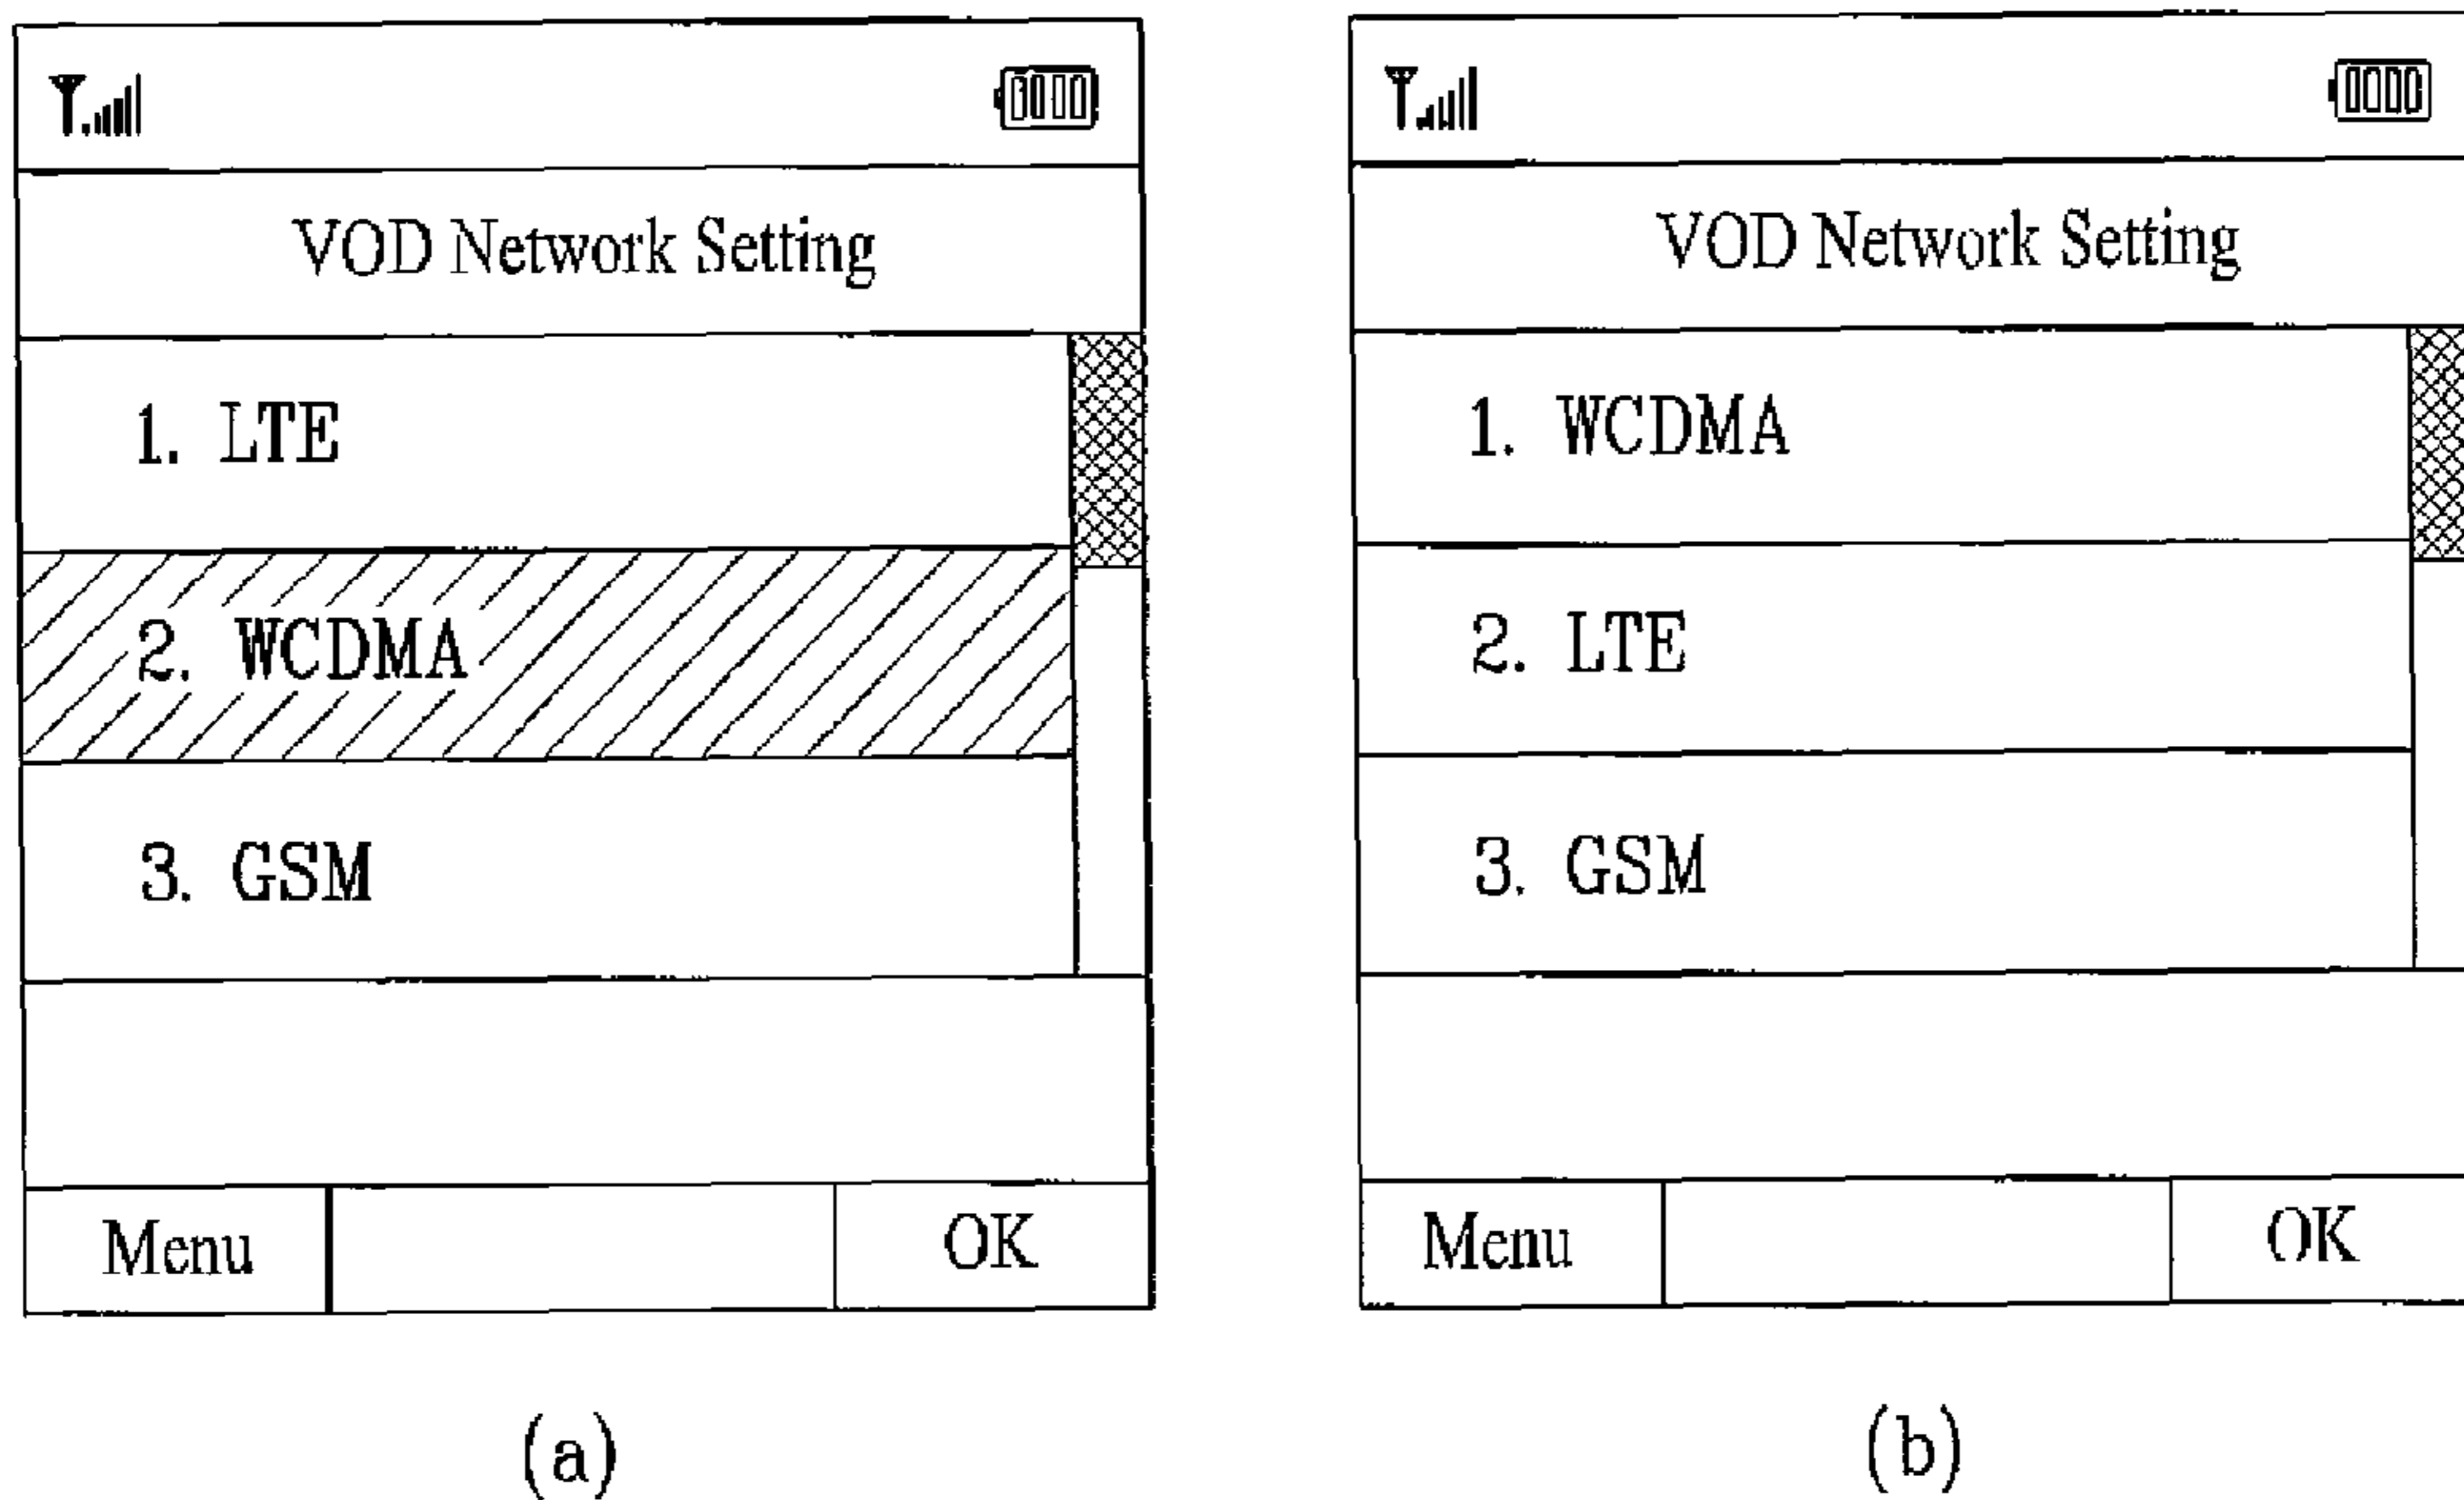 VOD Network Setting
1. LTE
2. WCDMA
3. GSM
Menu OK
(a)
VOD Network Setting
1. WCDMA
2. LTE
3. GSM
Menu OK
(b)